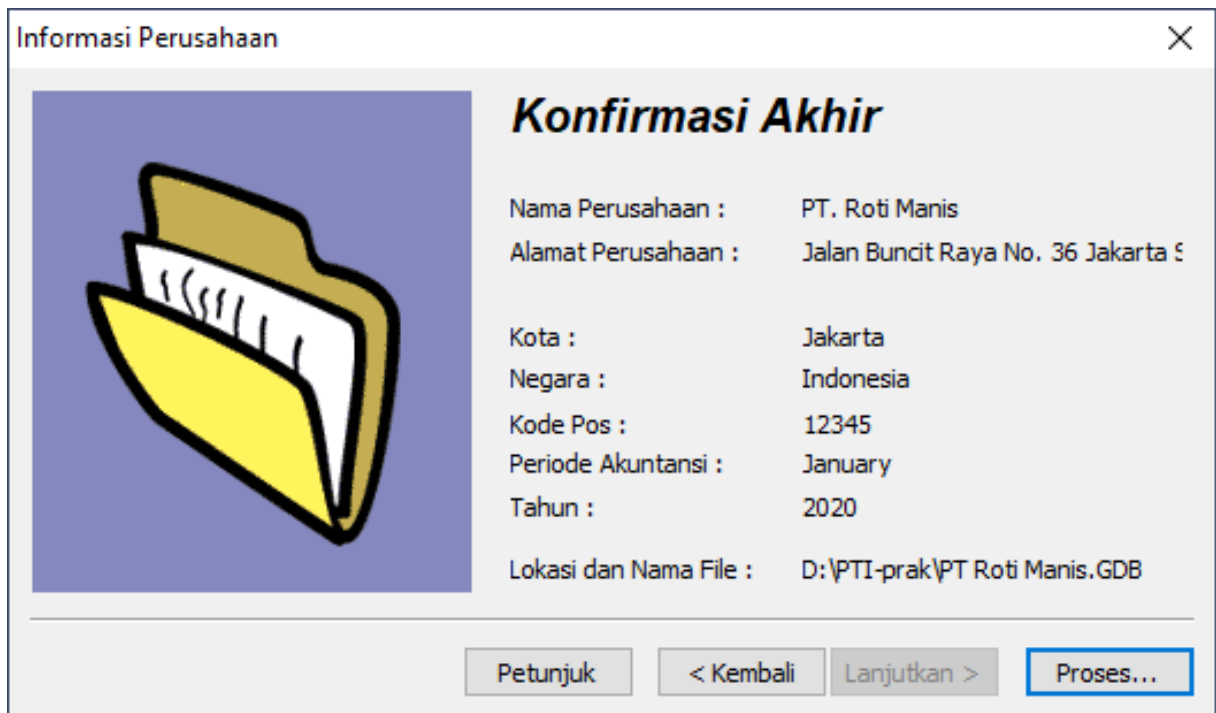 Informasi Perusahaan
Konfirmasi Akhir
Nama Perusahaan : PT. Roti Manis
Alamat Perusahaan : Jalan Buncit Raya No. 36 Jakarta S
Kota : Jakarta
Negara : Indonesia
Kode Pos : 12345
Periode Akuntansi : January
Tahun : 2020
Lokasi dan Nama File : D:\PTI-prak\PT Roti Manis.GDB
Petunjuk < Kembali Lanjutkan > Proses...